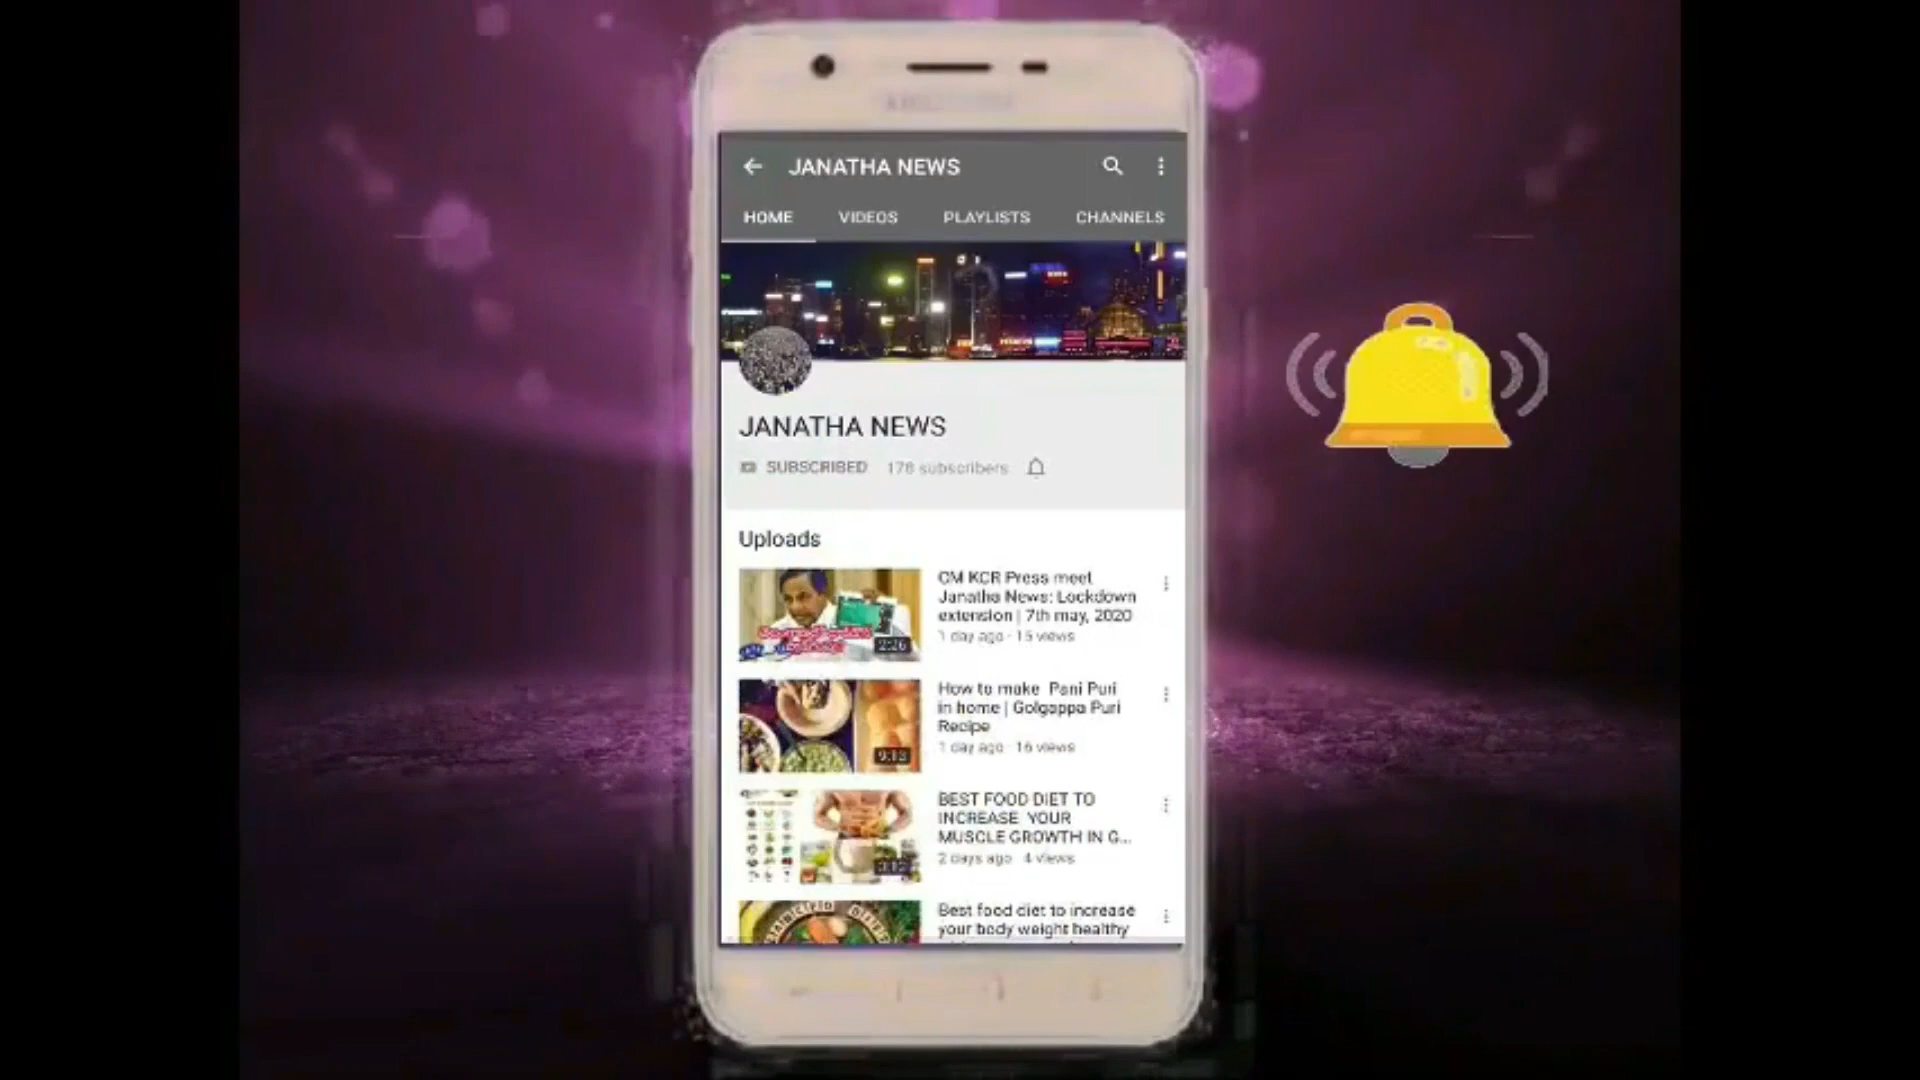 JANATHA NEWS
HOME VIDEOS PLAYLISTS CHANNELS
JANATHA NEWS
SUBSCRIBED 178 subscribers
Uploads
CM KCR Press meet
Janatha News: Lockdown
extension | 7th may, 2020
1 day ago · 15 views
2:26
How to make Pani Puri
in home | Golgappa Puri
Recipe
1 day ago · 16 views
9:13
BEST FOOD DIET TO
INCREASE YOUR
MUSCLE GROWTH IN G...
2 days ago · 4 views
Best food diet to increase
your body weight healthy